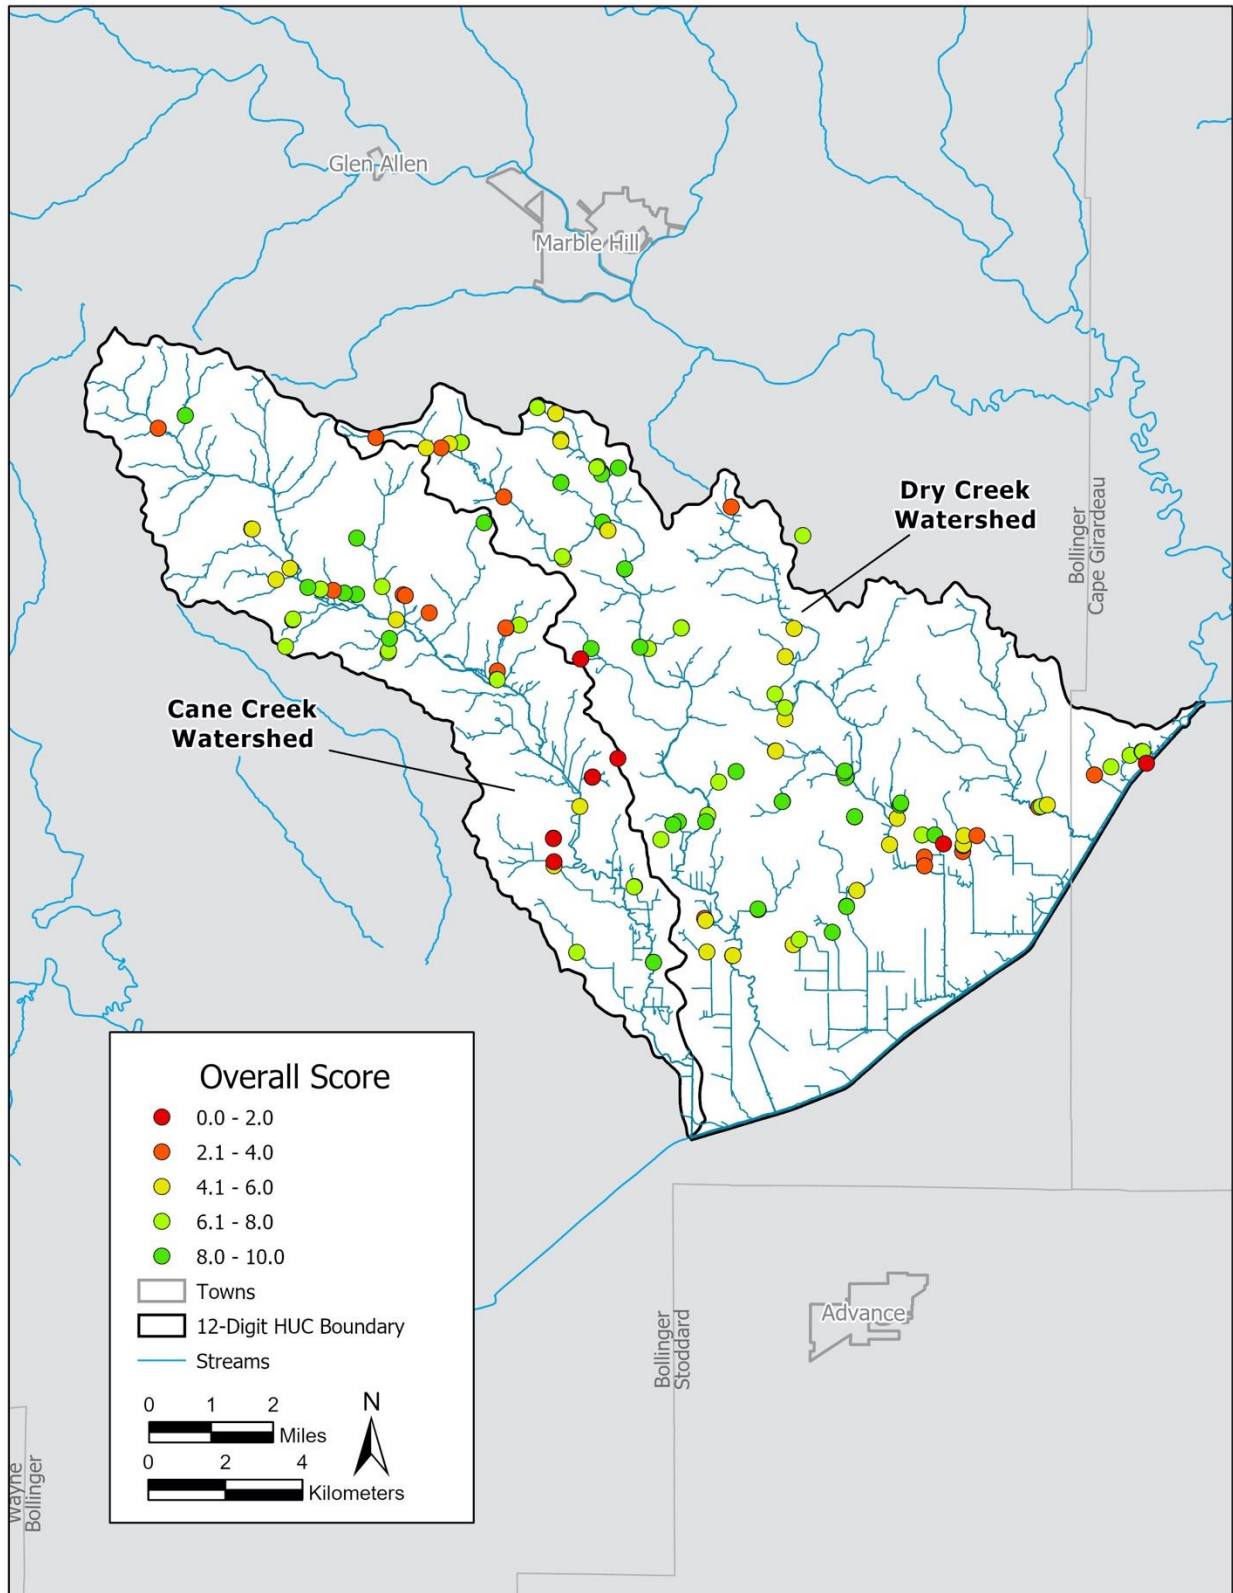 Glen Allen
Marble Hill
Dry Creek
Watershed
Bollinger
Cape Girardeau
Cane Creek
Watershed
Overall Score
0.0 - 2.0
2.1 - 4.0
4.1 - 6.0
6.1 - 8.0
8.0 - 10.0
Towns
12-Digit HUC Boundary
Streams
0 1 2
Miles
N
0 2 4
Kilometers
Bollinger
Stoddard
Advance
Wayne
Bollinger